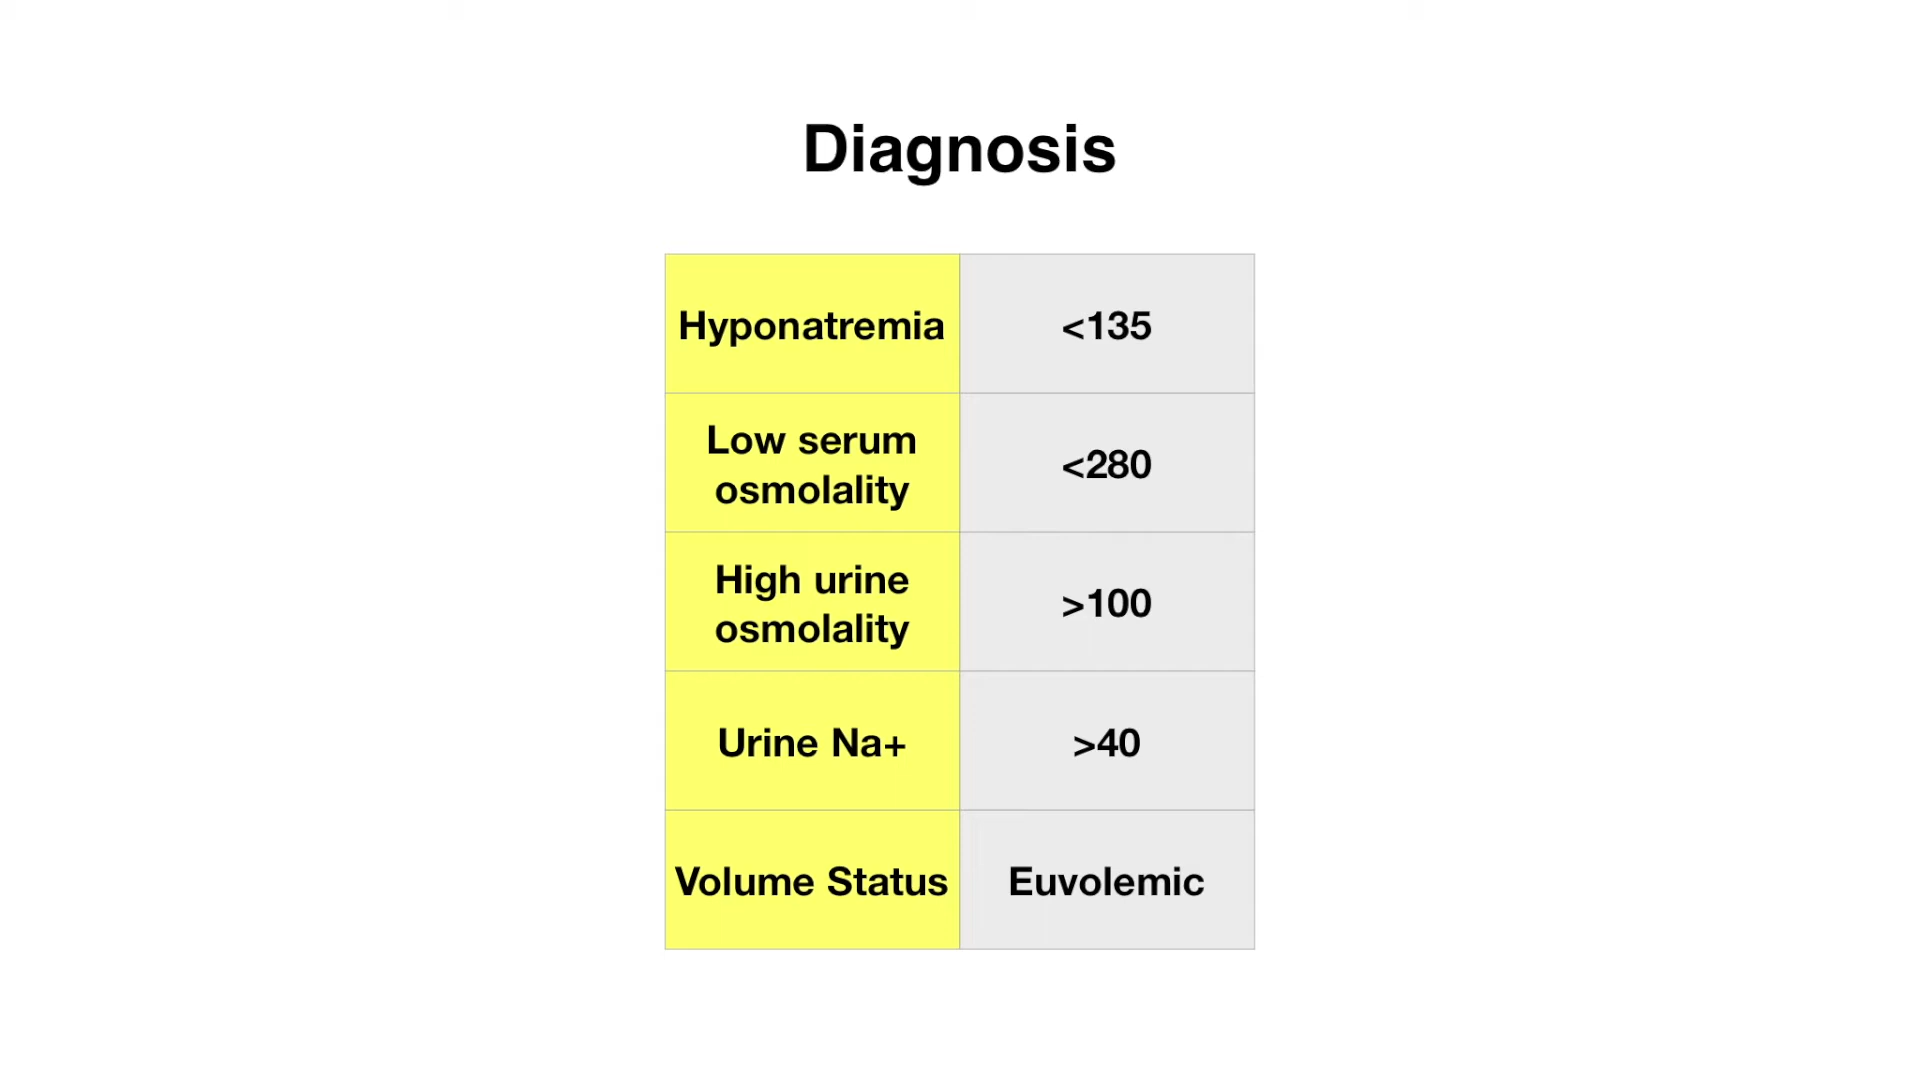 Diagnosis
Hyponatremia
<135
Low serum
osmolality
<280
High urine
osmolality
>100
Urine Na+
>40
Volume Status
Euvolemic